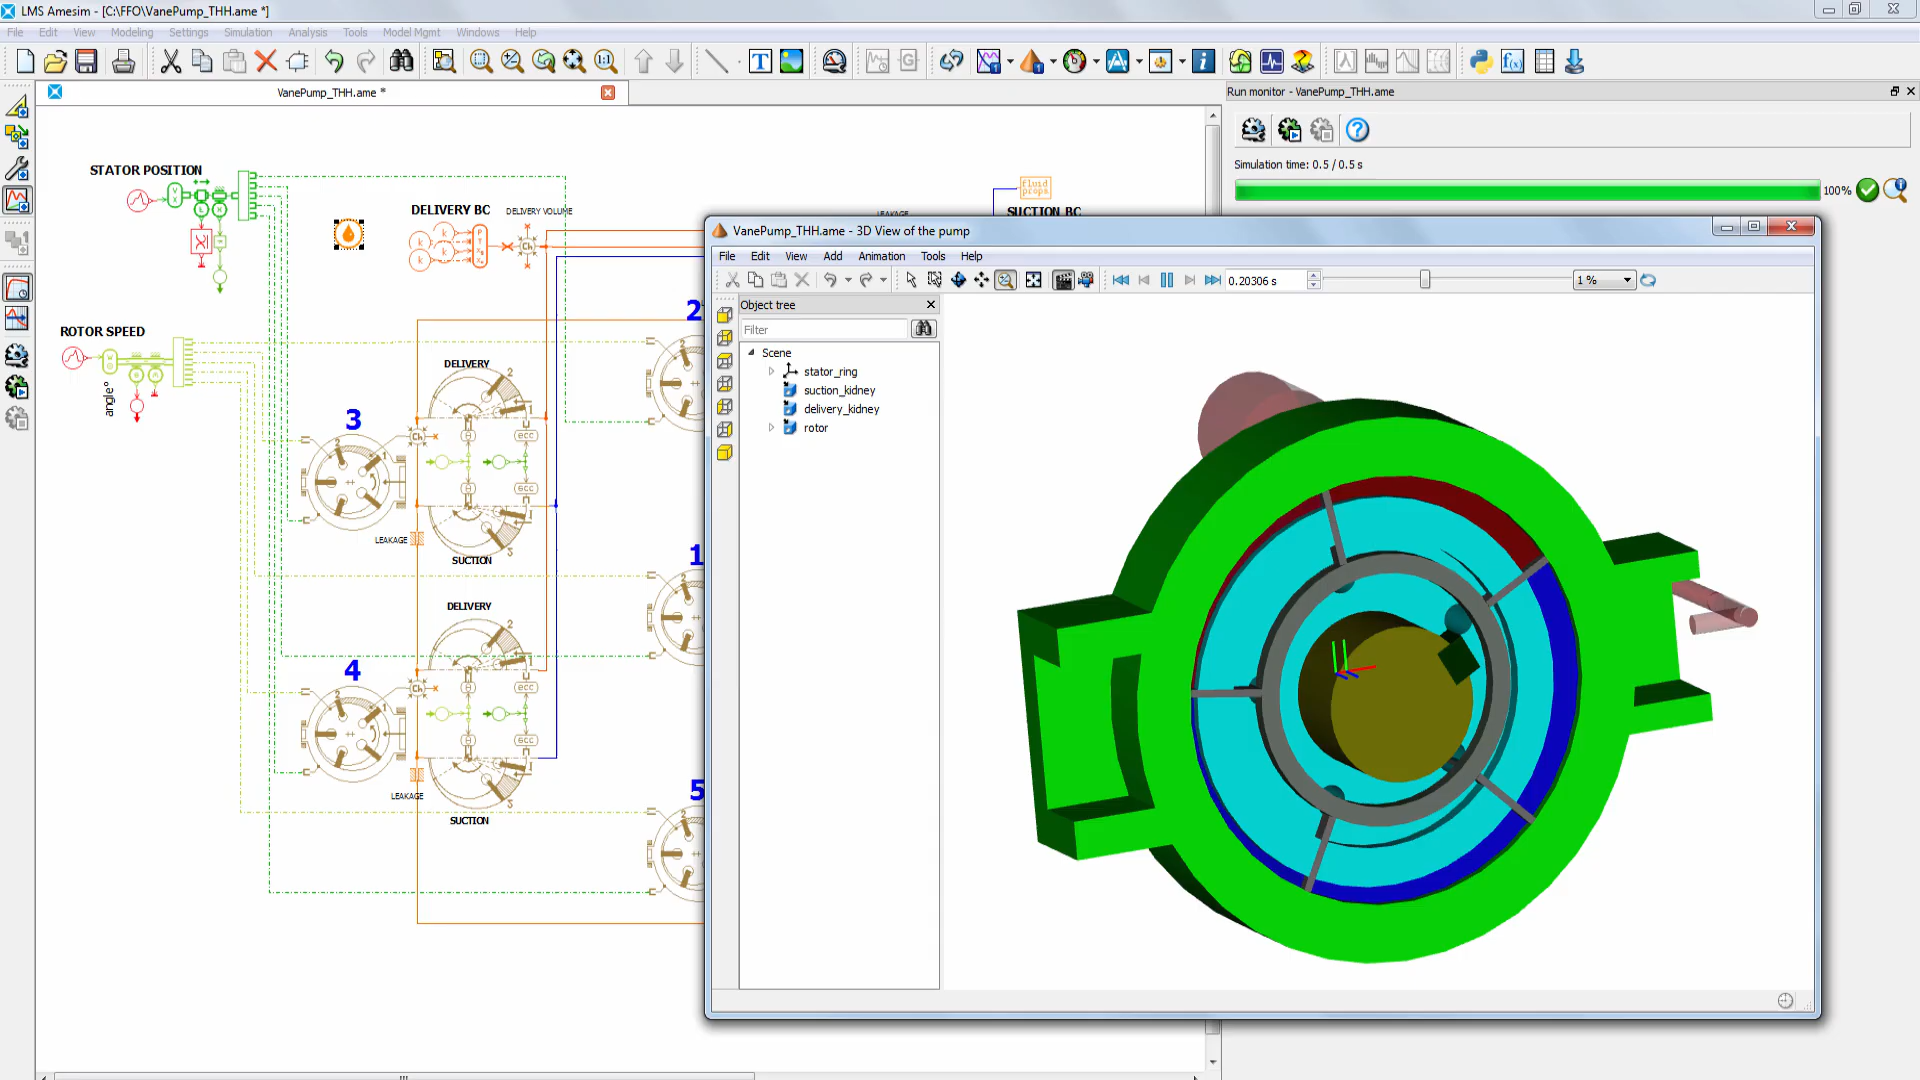 LMS Amesim - [C:\FFO\VanePump_THH.ame *]
File Edit View Modeling Settings Simulation Analysis Tools Model Mgmt Windows Help
VanePump_THH.ame *
Run monitor - VanePump_THH.ame
Simulation time: 0.5 / 0.5 s
100%
STATOR POSITION
DELIVERY BC
DELIVERY VOLUME
LEAKAGE
fluid
props
SUCTION BC
ROTOR SPEED
angle°
2
DELIVERY
3
LEAKAGE
SUCTION
1
DELIVERY
4
LEAKAGE
SUCTION
5
VanePump_THH.ame - 3D View of the pump
File Edit View Add Animation Tools Help
0.20306 s
1 %
Object tree
Filter
Scene
stator_ring
suction_kidney
delivery_kidney
rotor